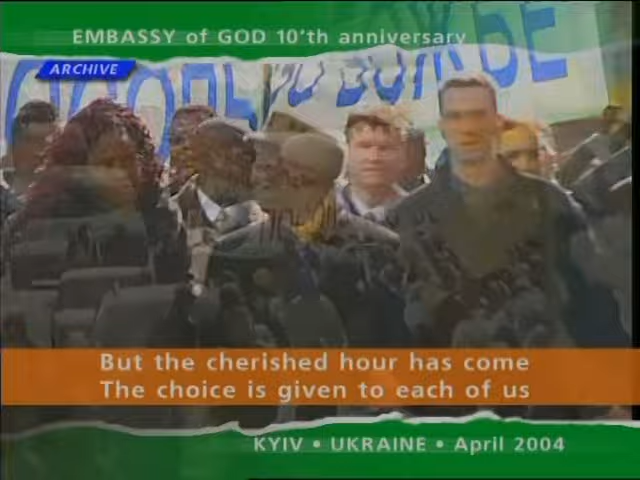 EMBASSY of GOD 10'th anniversary
ARCHIVE
But the cherished hour has come
The choice is given to each of us
KYIV • UKRAINE • April 2004